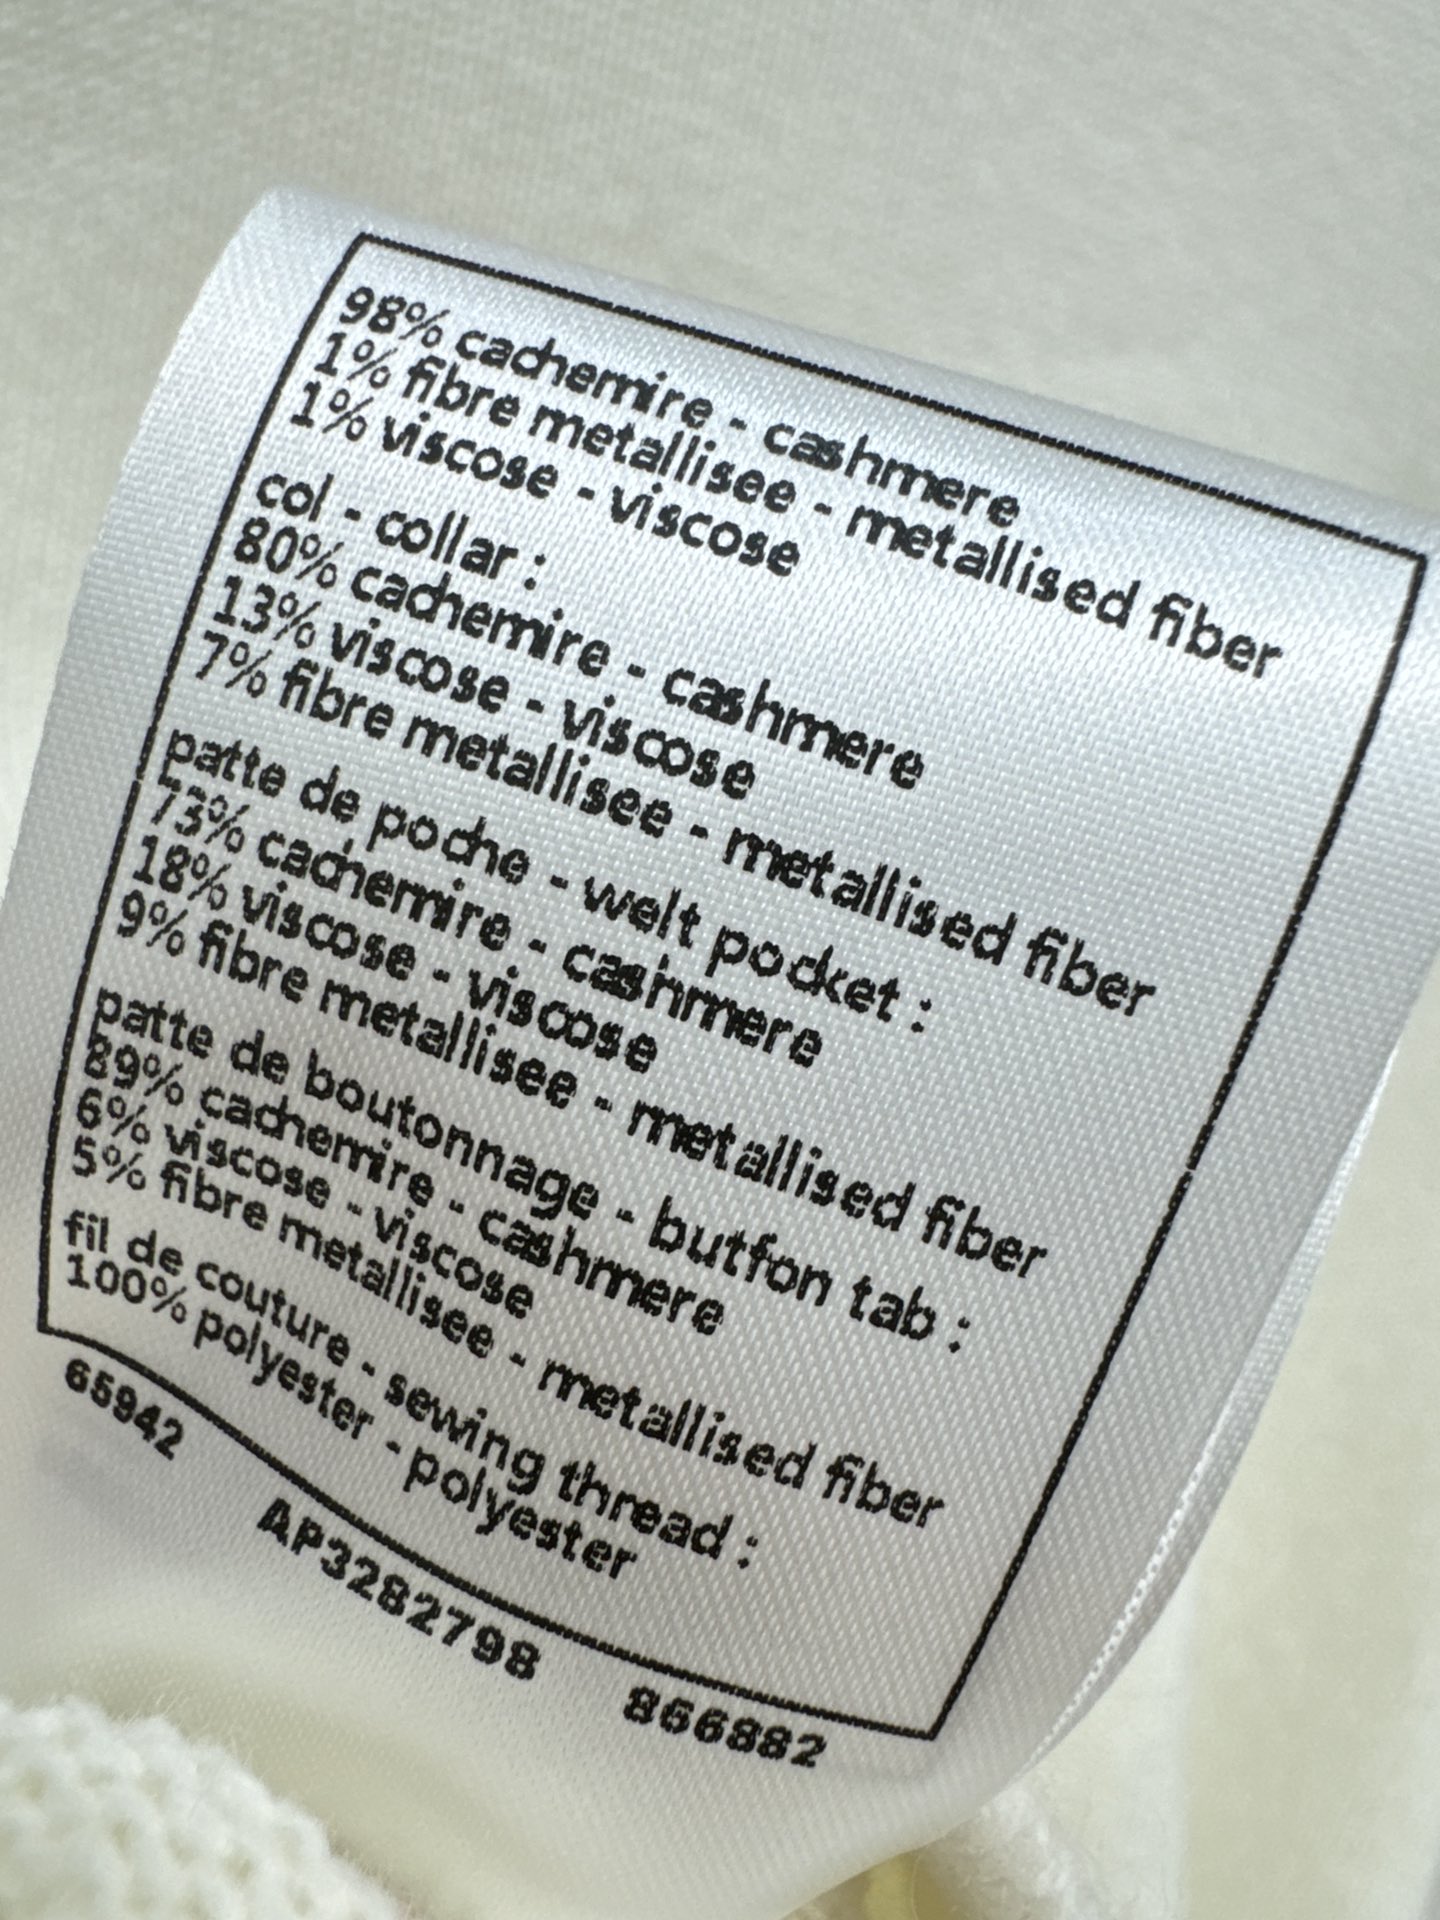 98% cachemire - cashmere
1% fibre metallisee - metallised fiber
1% viscose - viscose
col - collar :
80% cachemire - cashmere
13% viscose - viscose
7% fibre metallisee - metallised fiber
patte de poche - welt pocket :
73% cachemire - cashmere
18% viscose - viscose
9% fibre metallisee - metallised fiber
patte de boutonnage - butfon tab :
89% cachemire - cashmere
6% viscose - viscose
5% fibre metallisee - metallised fiber
fil de couture - sewing thread :
100% polyester - polyester
65942 AP3282798 866882